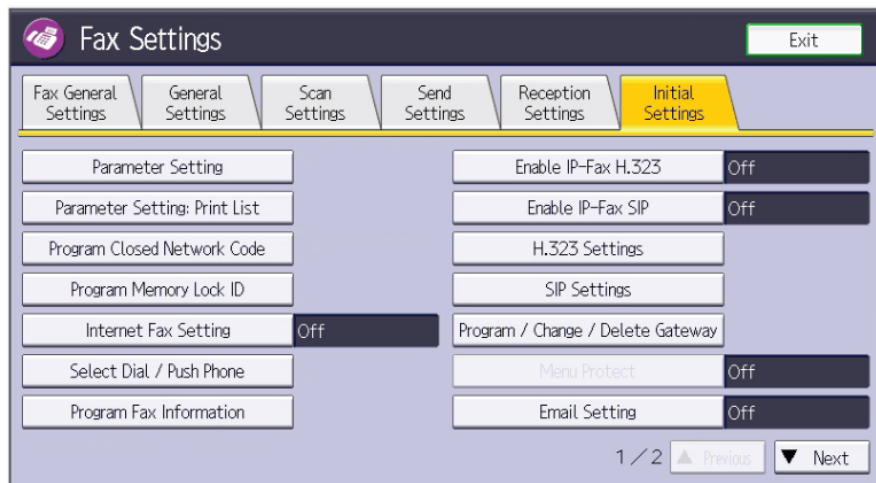 Fax Settings
Exit
Fax General
Settings
General
Settings
Scan
Settings
Send
Settings
Reception
Settings
Initial
Settings
Parameter Setting
Enable IP-Fax H.323
Off
Parameter Setting: Print List
Enable IP-Fax SIP
Off
Program Closed Network Code
H.323 Settings
Program Memory Lock ID
SIP Settings
Internet Fax Setting
Off
Program / Change / Delete Gateway
Select Dial / Push Phone
Menu Protect
Off
Program Fax Information
Email Setting
Off
1/2
▲ Previous
▼ Next